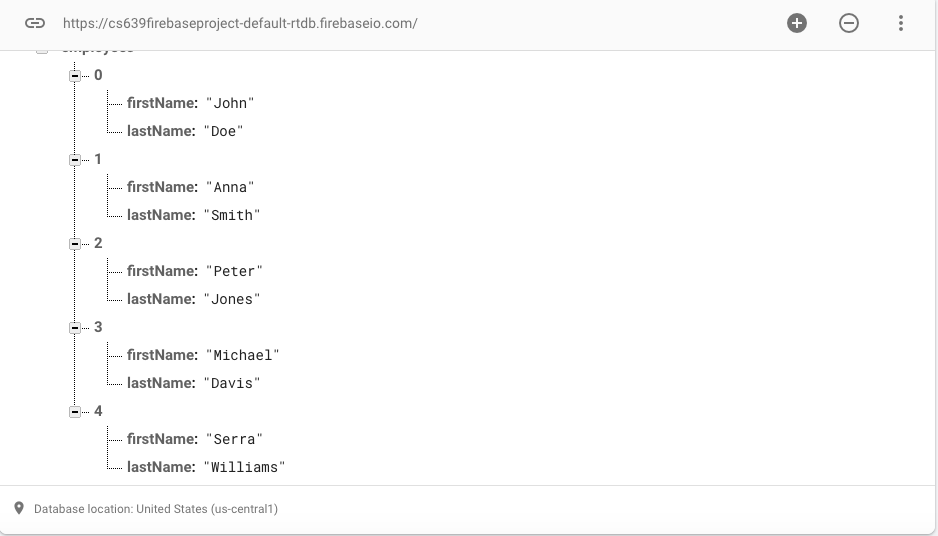 https://cs639firebaseproject-default-rtdb.firebaseio.com/
employees
0
firstName: "John"
lastName: "Doe"
1
firstName: "Anna"
lastName: "Smith"
2
firstName: "Peter"
lastName: "Jones"
3
firstName: "Michael"
lastName: "Davis"
4
firstName: "Serra"
lastName: "Williams"
Database location: United States (us-central1)